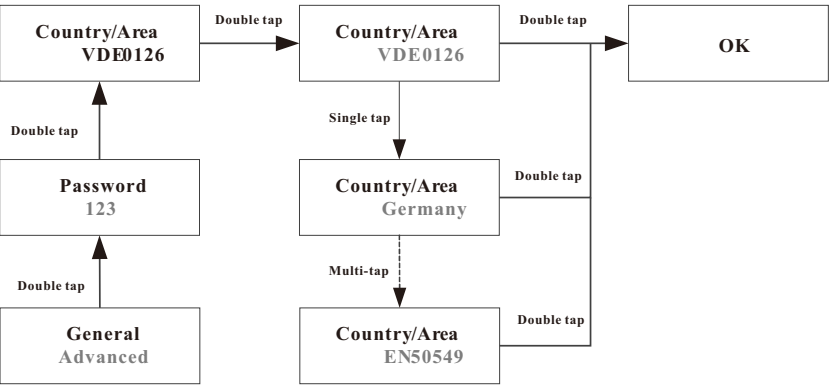 Double tap
Double tap
Country/Area
VDE0126
Country/Area
VDE0126
OK
Double tap
Single tap
Password
123
Country/Area
Germany
Double tap
Double tap
Multi-tap
General
Advanced
Country/Area
EN50549
Double tap